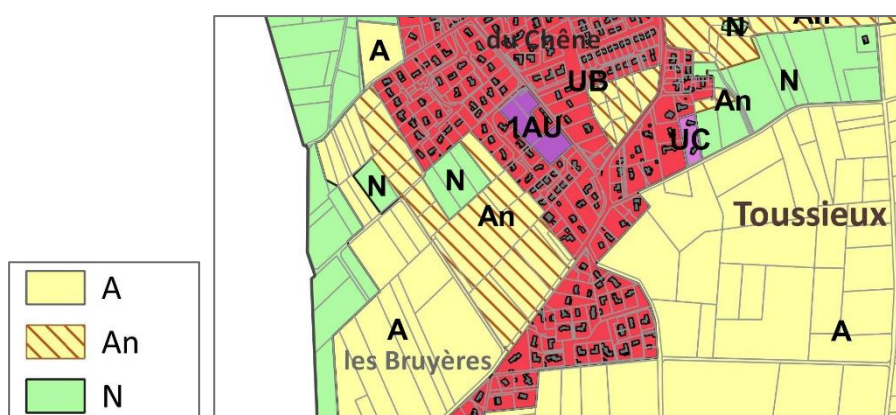 An
N
A
du Chêne
UB
N
An
1AU
UC
N
N
An
Toussieux
A
A
les Bruyères
A
An
N